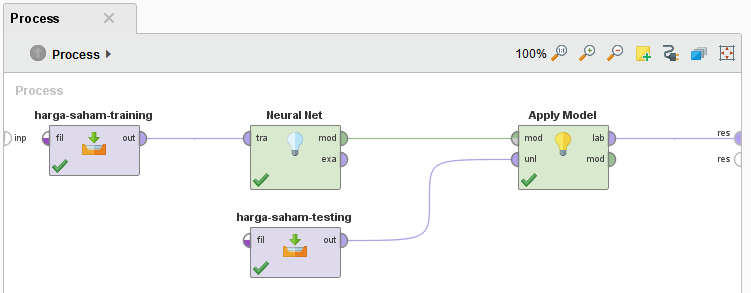 Process
Process
100%
Process
harga-saham-training
Neural Net
Apply Model
inp
fil
out
tra
mod
exa
mod
lab
unl
mod
res
res
harga-saham-testing
fil
out